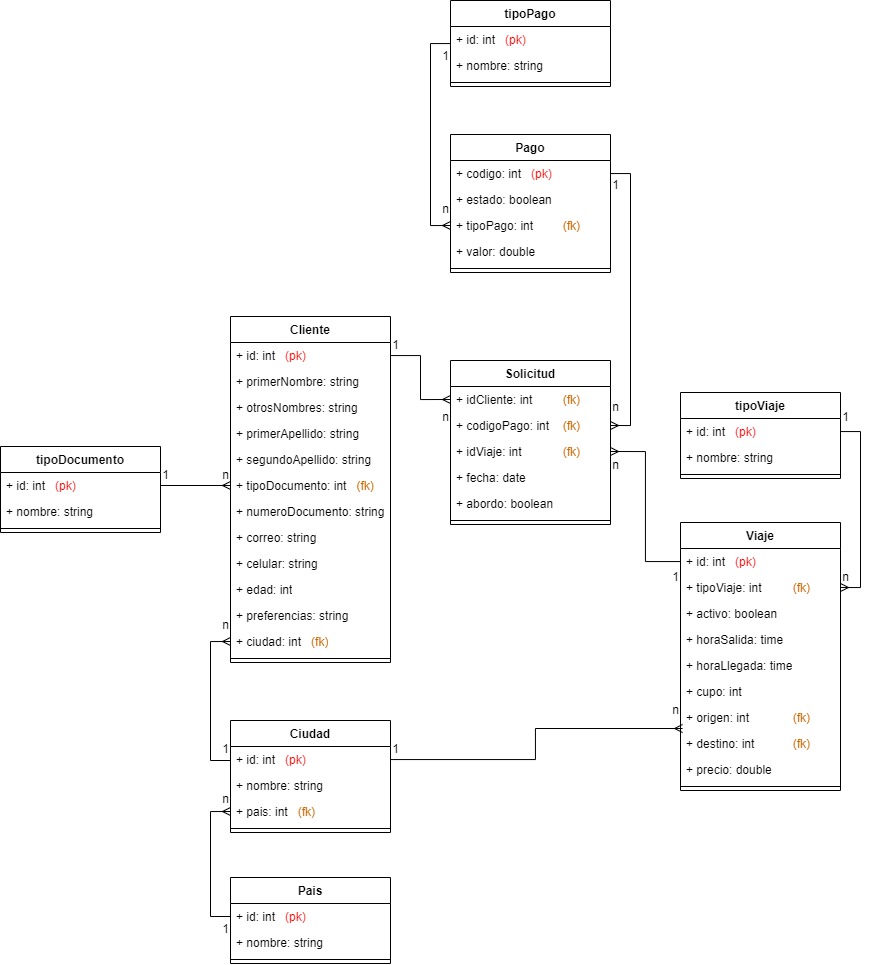 tipoPago
+ id: int (pk)
+ nombre: string
1
n
Pago
+ codigo: int (pk)
+ estado: boolean
+ tipoPago: int (fk)
+ valor: double
1
n
Cliente
+ id: int (pk)
+ primerNombre: string
+ otrosNombres: string
+ primerApellido: string
+ segundoApellido: string
+ tipoDocumento: int (fk)
+ numeroDocumento: string
+ correo: string
+ celular: string
+ edad: int
+ preferencias: string
+ ciudad: int (fk)
1
n
Solicitud
+ idCliente: int (fk)
+ codigoPago: int (fk)
+ idViaje: int (fk)
+ fecha: date
+ abordo: boolean
n
1
tipoViaje
+ id: int (pk)
+ nombre: string
1
n
tipoDocumento
+ id: int (pk)
+ nombre: string
1
n
Viaje
+ id: int (pk)
+ tipoViaje: int (fk)
+ activo: boolean
+ horaSalida: time
+ horaLlegada: time
+ cupo: int
+ origen: int (fk)
+ destino: int (fk)
+ precio: double
n
n
1
Ciudad
+ id: int (pk)
+ nombre: string
+ pais: int (fk)
1
n
1
Pais
+ id: int (pk)
+ nombre: string